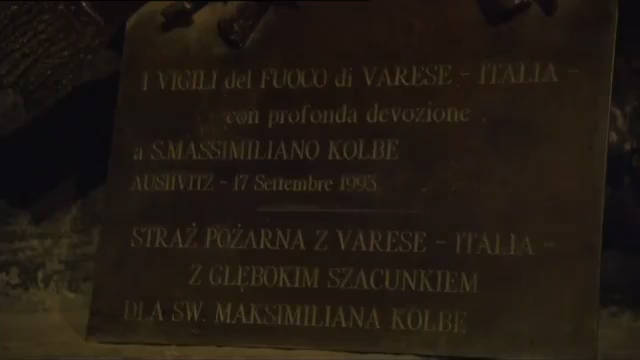 I VIGILI del FUOCO di VARESE - ITALIA -
con profonda devozione
a S. MASSIMILIANO KOLBE
AUSHVITZ - 17 Settembre 1993
STRAŻ POŻARNA Z VARESE - ITALIA -
Z GŁĘBOKIM SZACUNKIEM
DLA ŚW. MAKSIMILIANA KOLBE